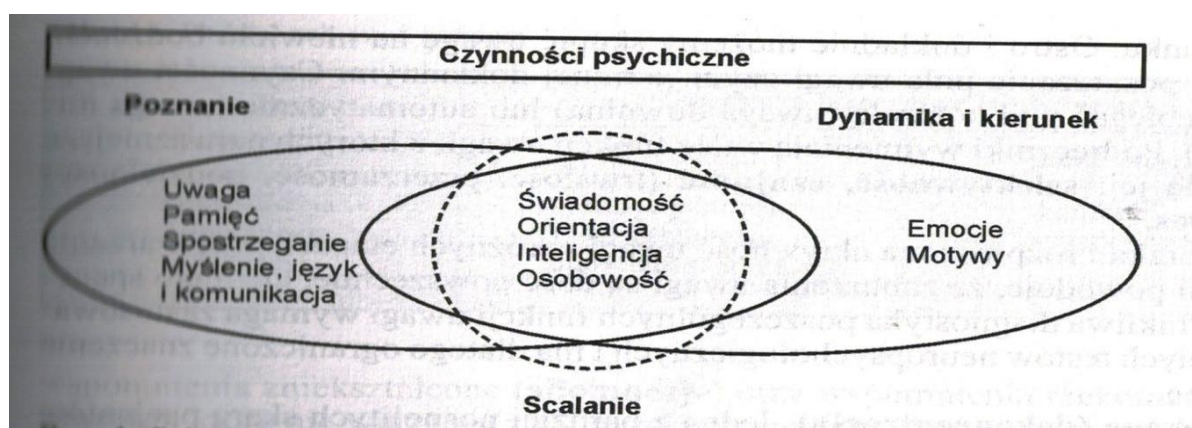 Czynności psychiczne
Poznanie
Dynamika i kierunek
Uwaga
Pamięć
Spostrzeganie
Myślenie, język
i komunikacja
Świadomość
Orientacja
Inteligencja
Osobowość
Emocje
Motywy
Scalanie